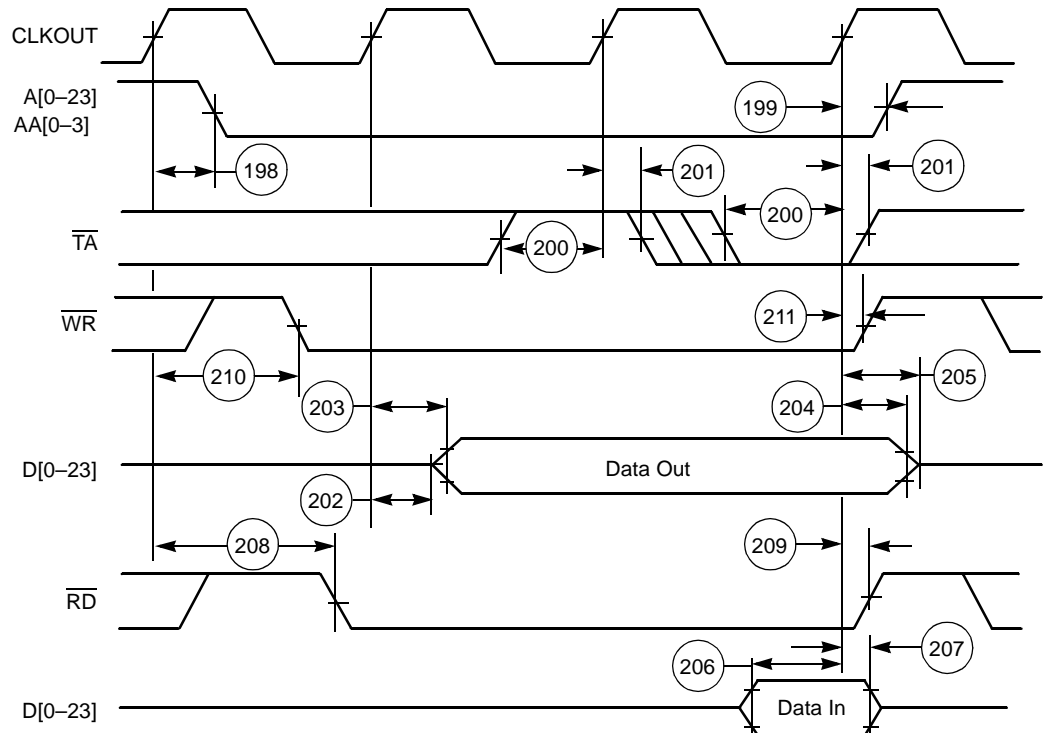 CLKOUT
A[0–23]
AA[0–3]
199
198
201
201
TA
200
200
WR
211
210
203
204
205
D[0–23]
Data Out
202
208
209
RD
206
207
D[0–23]
Data In